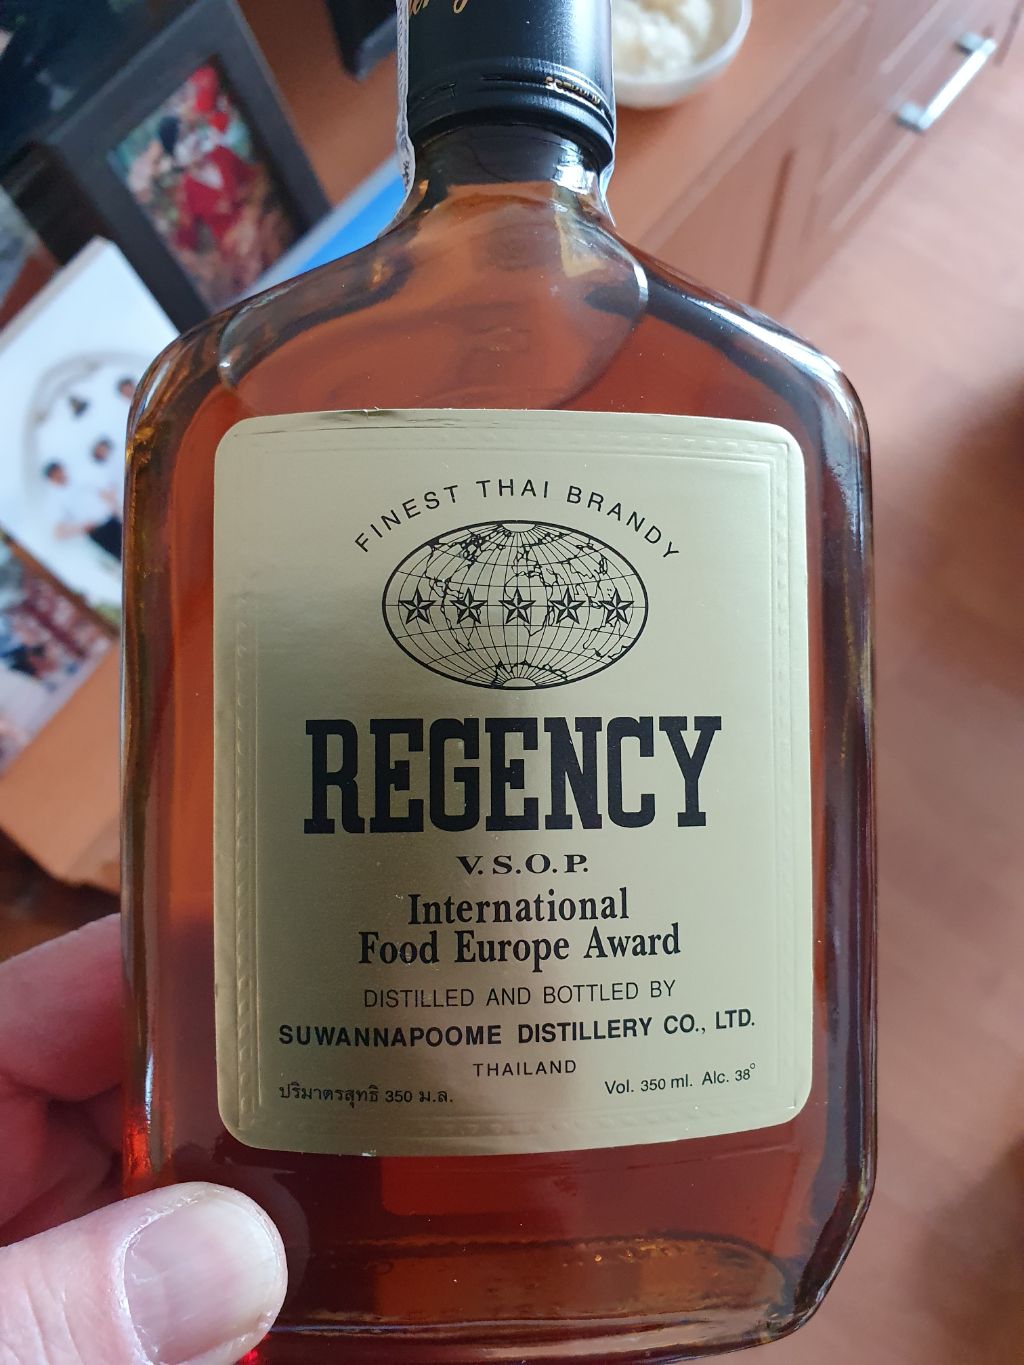 FINEST THAI BRANDY
REGENCY
V.S.O.P.
International
Food Europe Award
DISTILLED AND BOTTLED BY
SUWANNAPOOME DISTILLERY CO., LTD.
THAILAND
ปริมาตรสุทธิ 350 ม.ล. Vol. 350 ml. Alc. 38°